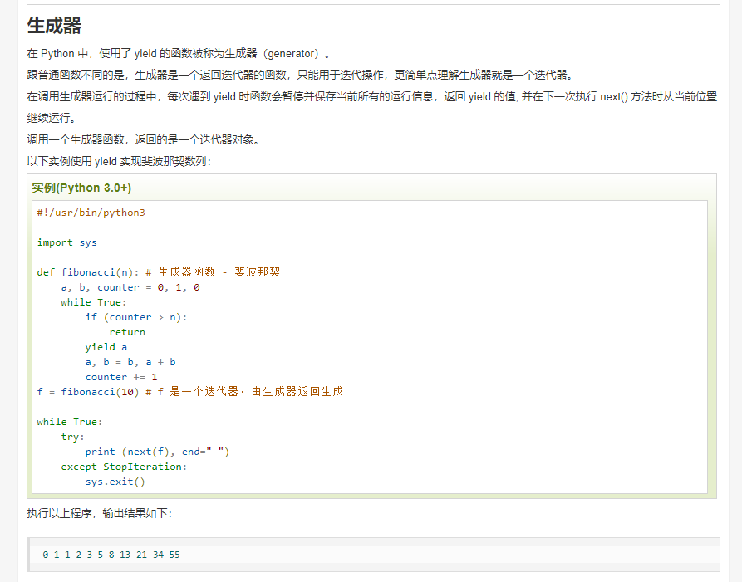 生成器
在 Python 中，使用了 yield 的函数被称为生成器（generator）。
跟普通函数不同的是，生成器是一个返回迭代器的函数，只能用于迭代操作，更简单点理解生成器就是一个迭代器。
在调用生成器运行的过程中，每次遇到 yield 时函数会暂停并保存当前所有的运行信息，返回 yield 的值, 并在下一次执行 next() 方法时从当前位置
继续运行。
调用一个生成器函数，返回的是一个迭代器对象。
以下实例使用 yield 实现斐波那契数列：
实例(Python 3.0+)
#!/usr/bin/python3
import sys
def fibonacci(n): # 生成器函数 - 斐波那契
    a, b, counter = 0, 1, 0
    while True:
        if (counter > n):
            return
        yield a
        a, b = b, a + b
        counter += 1
f = fibonacci(10) # f 是一个迭代器，由生成器返回生成
while True:
    try:
        print (next(f), end=" ")
    except StopIteration:
        sys.exit()
执行以上程序，输出结果如下：
0 1 1 2 3 5 8 13 21 34 55